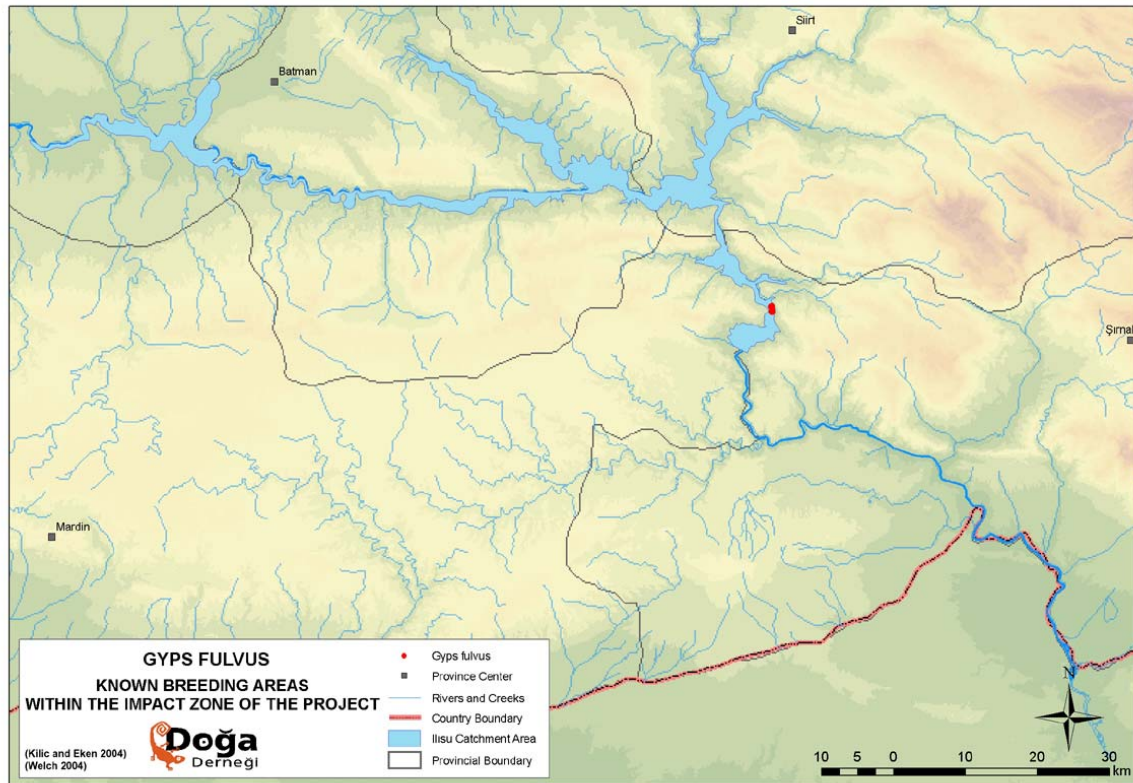 Siirt
Batman
Şırnak
Mardin
GYPS FULVUS
KNOWN BREEDING AREAS
WITHIN THE IMPACT ZONE OF THE PROJECT
(Kilic and Eken 2004)
(Welch 2004)
Doğa
Derneği
Gyps fulvus
Province Center
Rivers and Creeks
Country Boundary
Ilısu Catchment Area
Provincial Boundary
N
10 5 0 10 20 30
km